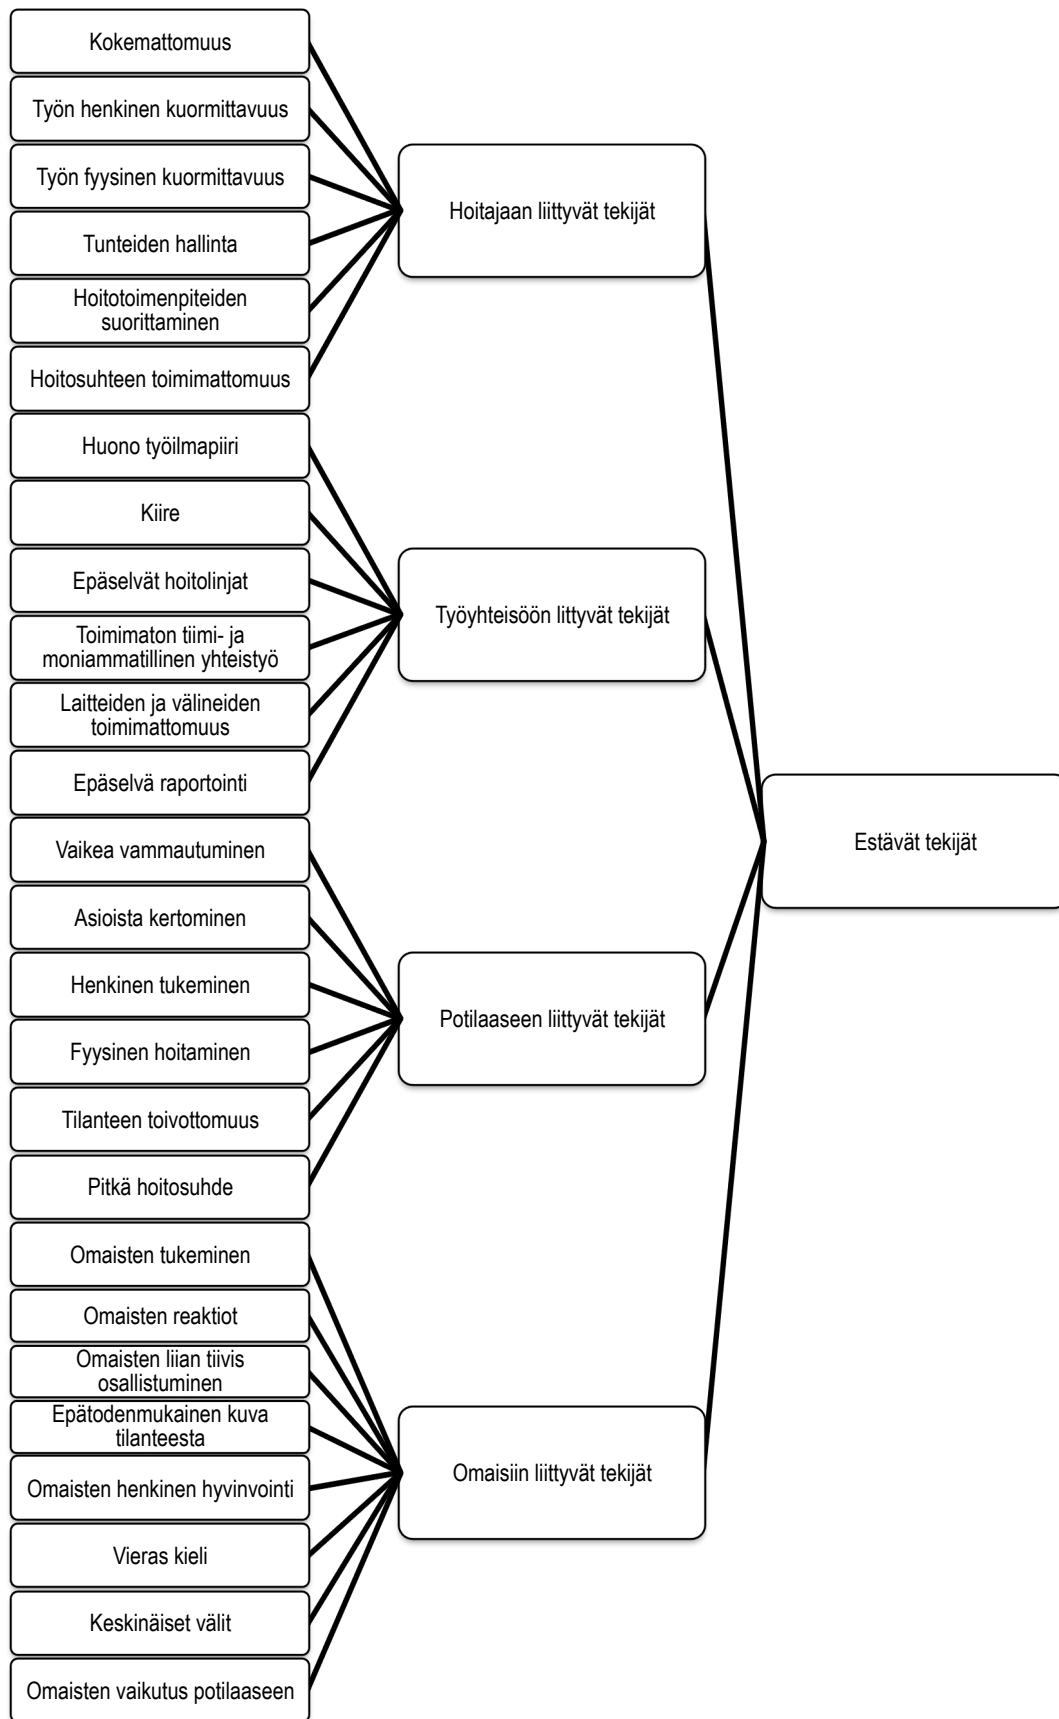 Kokemattomuus
Työn henkinen kuormittavuus
Työn fyysinen kuormittavuus
Tunteiden hallinta
Hoitotoimenpiteiden
suorittaminen
Hoitosuhteen toimimattomuus
Hoitajaan liittyvät tekijät
Huono työilmapiiri
Kiire
Epäselvät hoitolinjat
Toimimaton tiimi- ja
moniammatillinen yhteistyö
Laitteiden ja välineiden
toimimattomuus
Epäselvä raportointi
Työyhteisöön littyvät tekijät
Vaikea vammautuminen
Asioista kertominen
Henkinen tukeminen
Fyysinen hoitaminen
Tilanteen toivottomuus
Pitkä hoitosuhde
Potilaaseen liittyvät tekijät
Omaisten tukeminen
Omaisten reaktiot
Omaisten liian tiivis
osallistuminen
Epätodenmukainen kuva
tilanteesta
Omaisten henkinen hyvinvointi
Vieras kieli
Keskinäiset välit
Omaisten vaikutus potilaaseen
Omaisiin liittyvät tekijät
Estävät tekijät